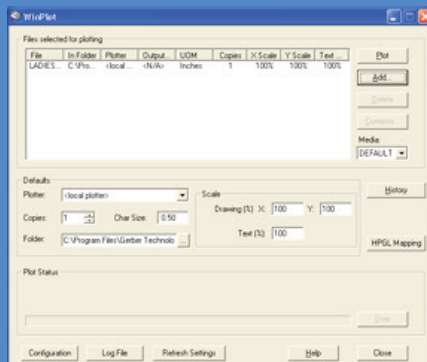 WinPlot
Files selected for plotting
File In Folder Plotter Output... UOM Copies X Scale Y Scale Text ...
LADIES... C:\Pro... <local ... <N/A> Inches 1 100% 100% 100%
Plot
Add...
Delete
Contents...
Media:
DEFAULT
Defaults
Plotter: <local plotter>
Copies: 1 Char Size: 0.50
Folder: C:\Program Files\Gerber Technolo ...
Scale
Drawing (%) X: 100 Y: 100
Text (%): 100
History
HPGL Mapping
Plot Status
Stop
Configuration Log File Refresh Settings Help Close